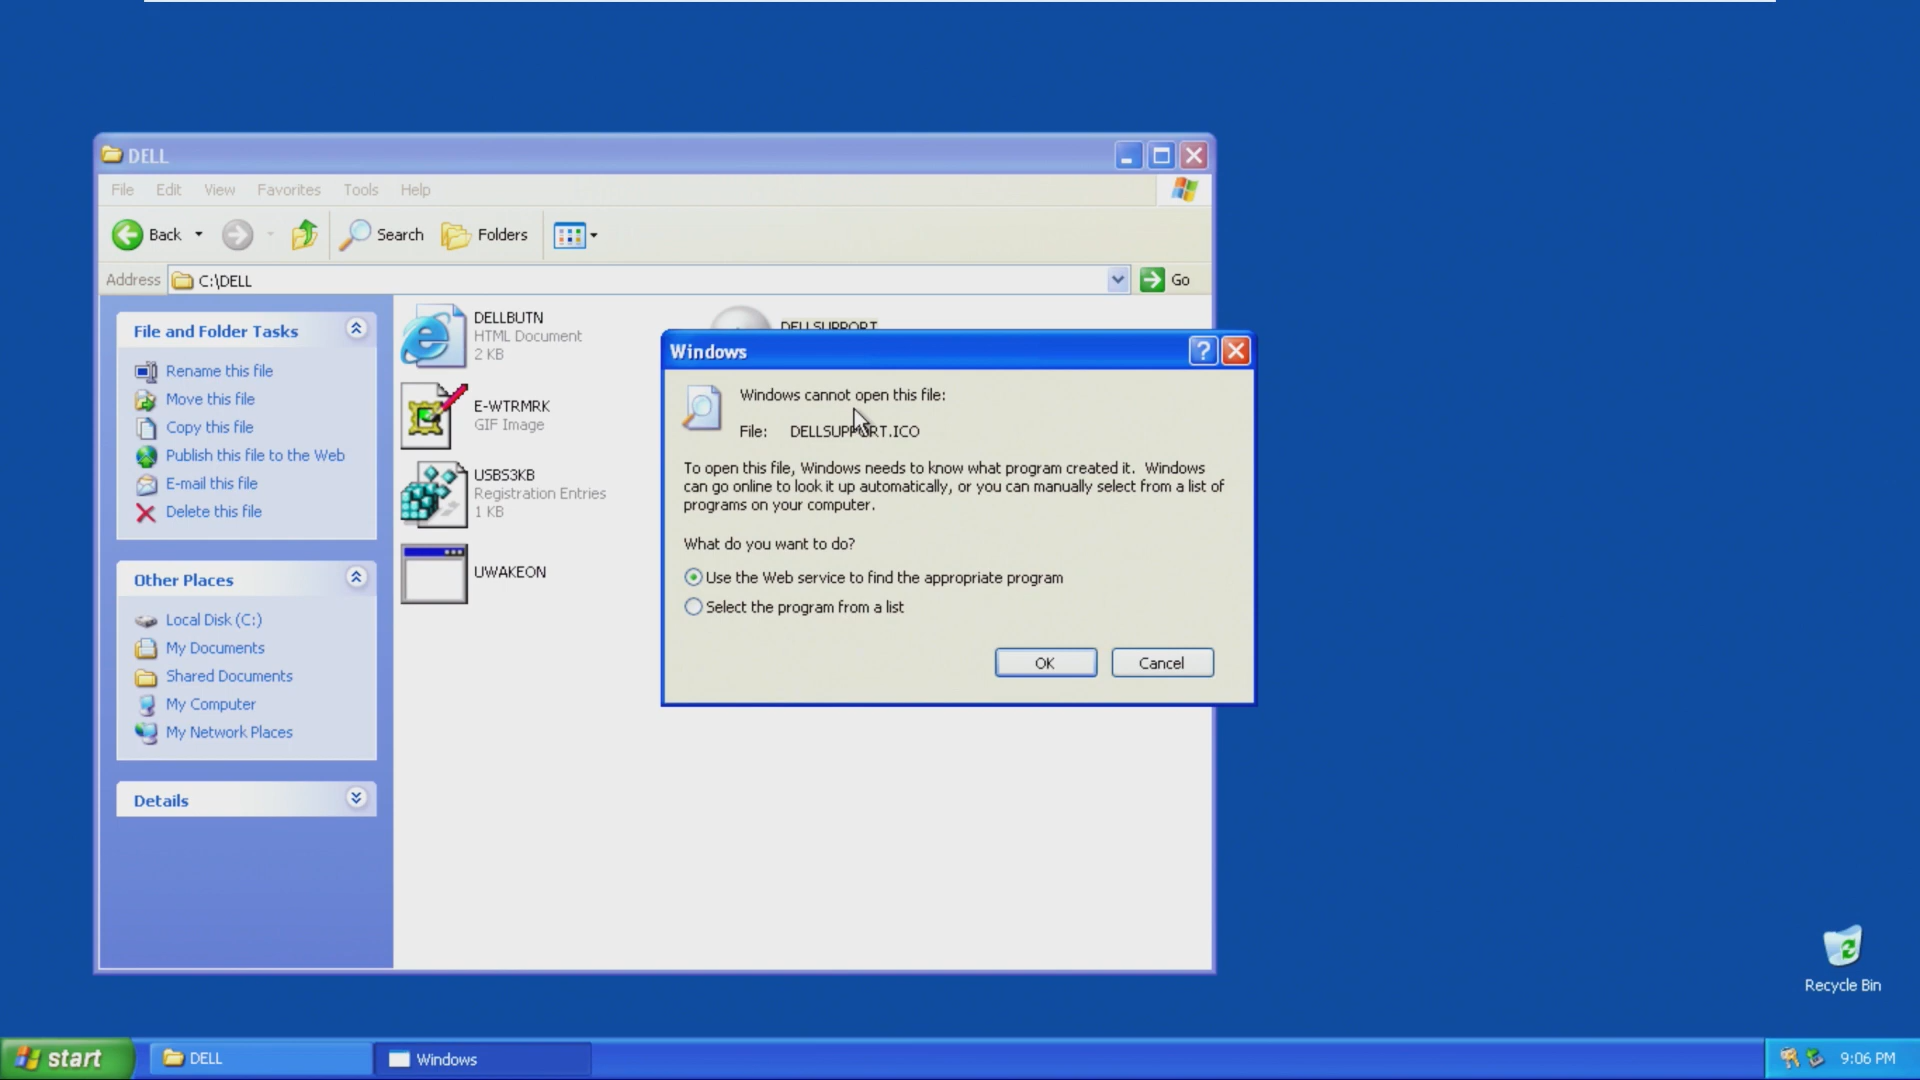 DELL
File Edit View Favorites Tools Help
Back Search Folders
Address C:\DELL Go
File and Folder Tasks
Rename this file
Move this file
Copy this file
Publish this file to the Web
E-mail this file
Delete this file
Other Places
Local Disk (C:)
My Documents
Shared Documents
My Computer
My Network Places
Details
DELLBUTN
HTML Document
2 KB
E-WTRMRK
GIF Image
USBS3KB
Registration Entries
1 KB
UWAKEON
DELLSUPPORT
Windows
Windows cannot open this file:
File: DELLSUPPORT.ICO
To open this file, Windows needs to know what program created it. Windows
can go online to look it up automatically, or you can manually select from a list of
programs on your computer.
What do you want to do?
Use the Web service to find the appropriate program
Select the program from a list
OK Cancel
Recycle Bin
start DELL Windows 9:06 PM